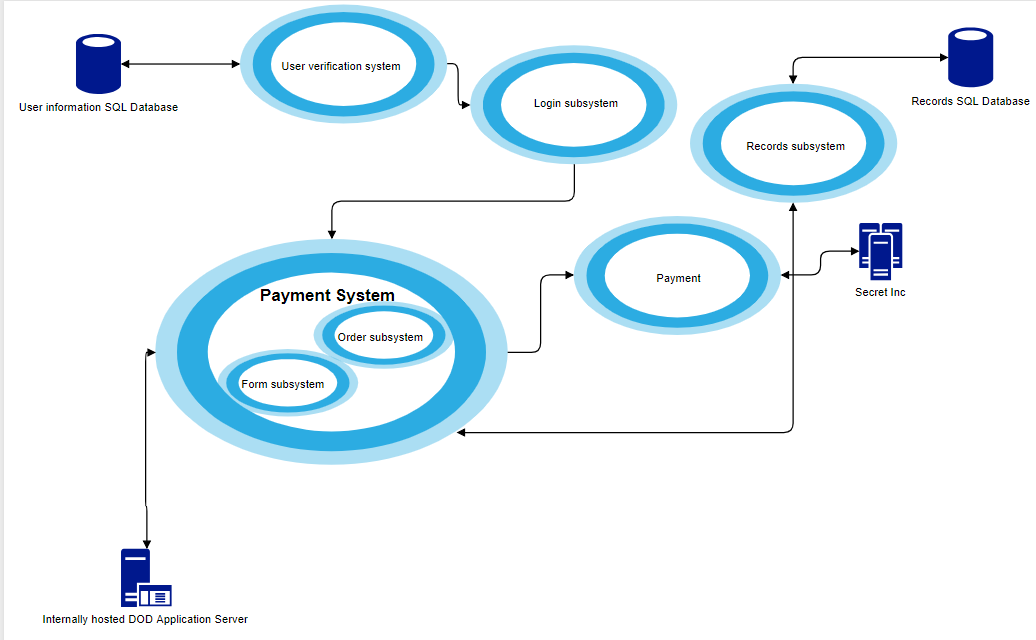 User verification system
User information SQL Database
Login subsystem
Records SQL Database
Records subsystem
Payment System
Order subsystem
Form subsystem
Payment
Secret Inc
Internally hosted DOD Application Server